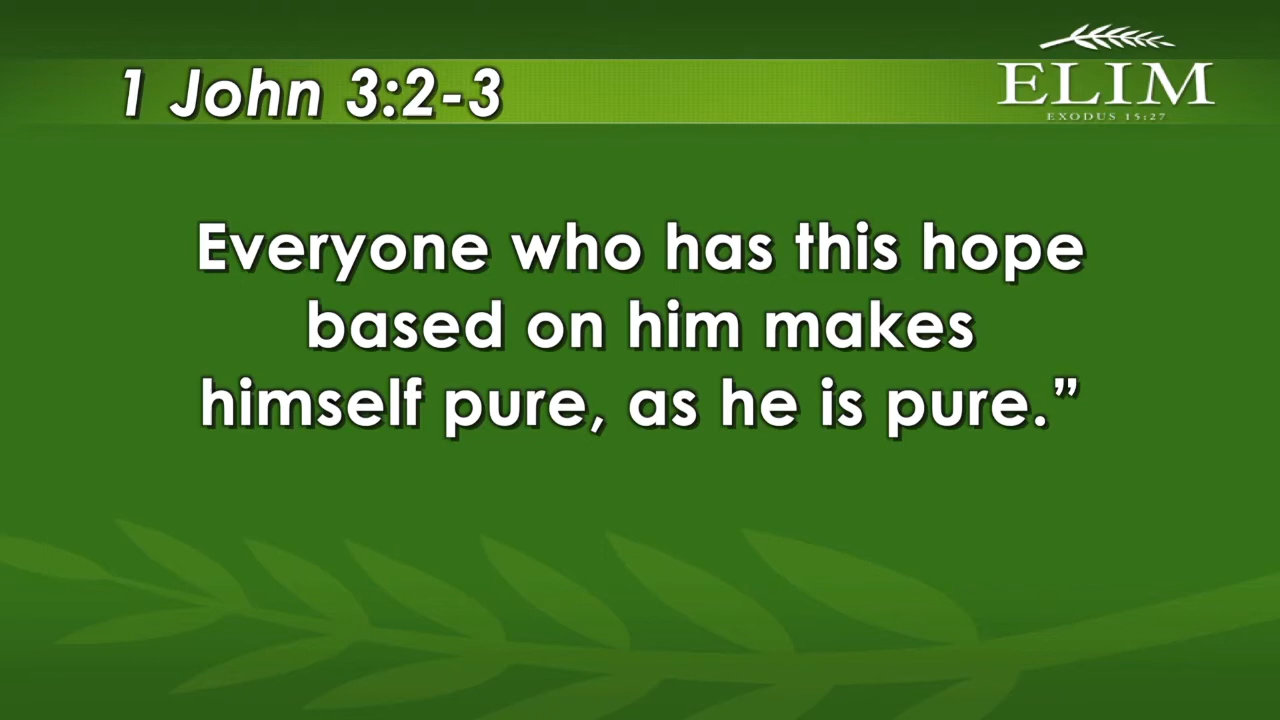 1 John 3:2-3
ELIM
EXODUS 15:27
Everyone who has this hope
based on him makes
himself pure, as he is pure.”